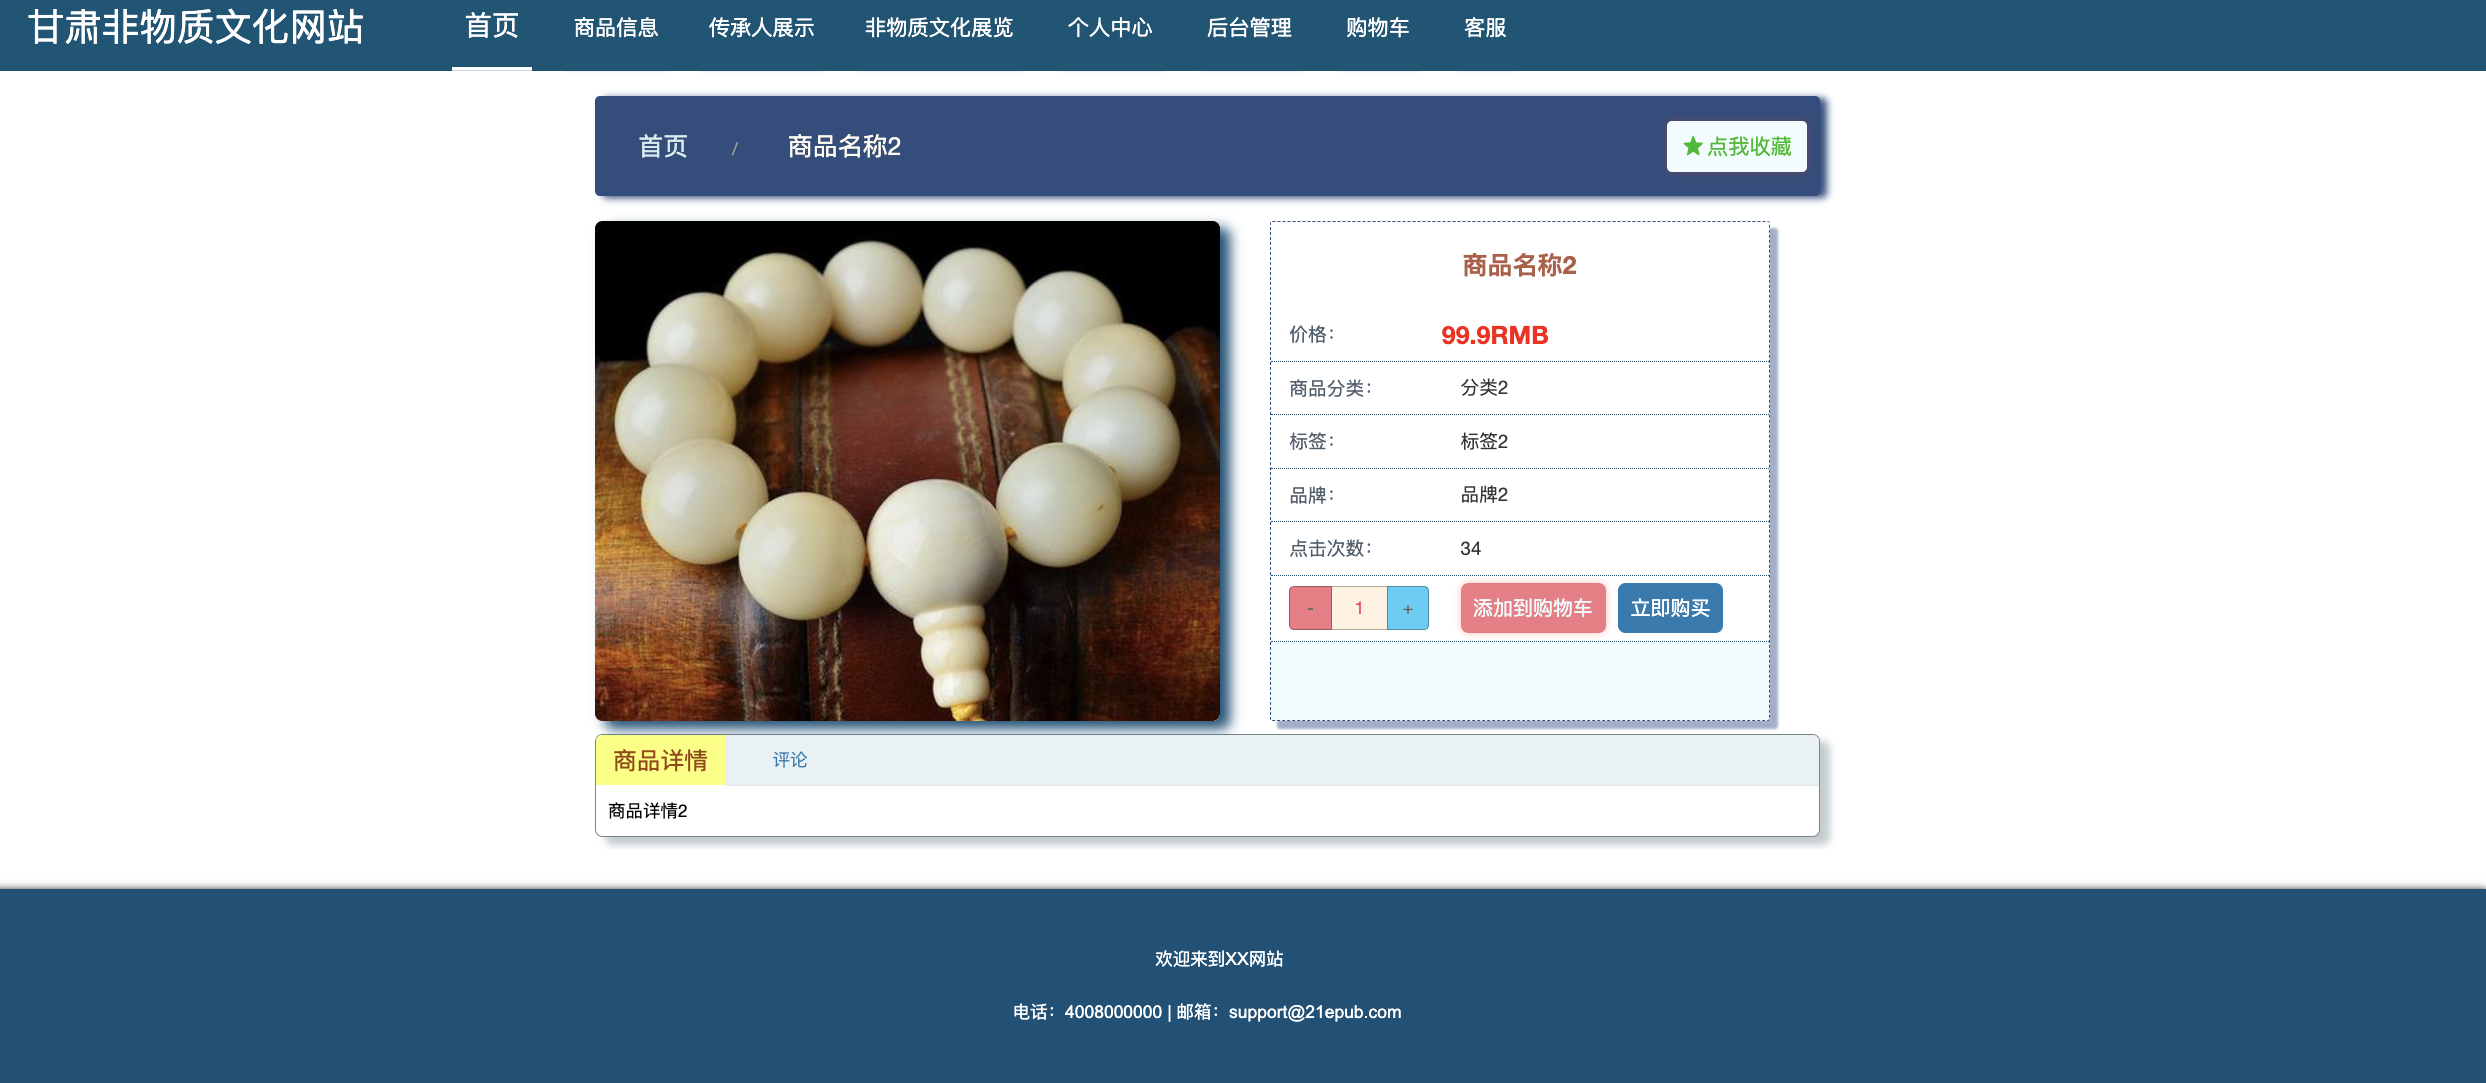 甘肃非物质文化网站 首页 商品信息 传承人展示 非物质文化展览 个人中心 后台管理 购物车 客服
首页 / 商品名称2 ★点我收藏
商品名称2
价格： 99.9RMB
商品分类： 分类2
标签： 标签2
品牌： 品牌2
点击次数： 34
- 1 + 添加到购物车 立即购买
商品详情 评论
商品详情2
欢迎来到XX网站
电话：4008000000 | 邮箱：support@21epub.com